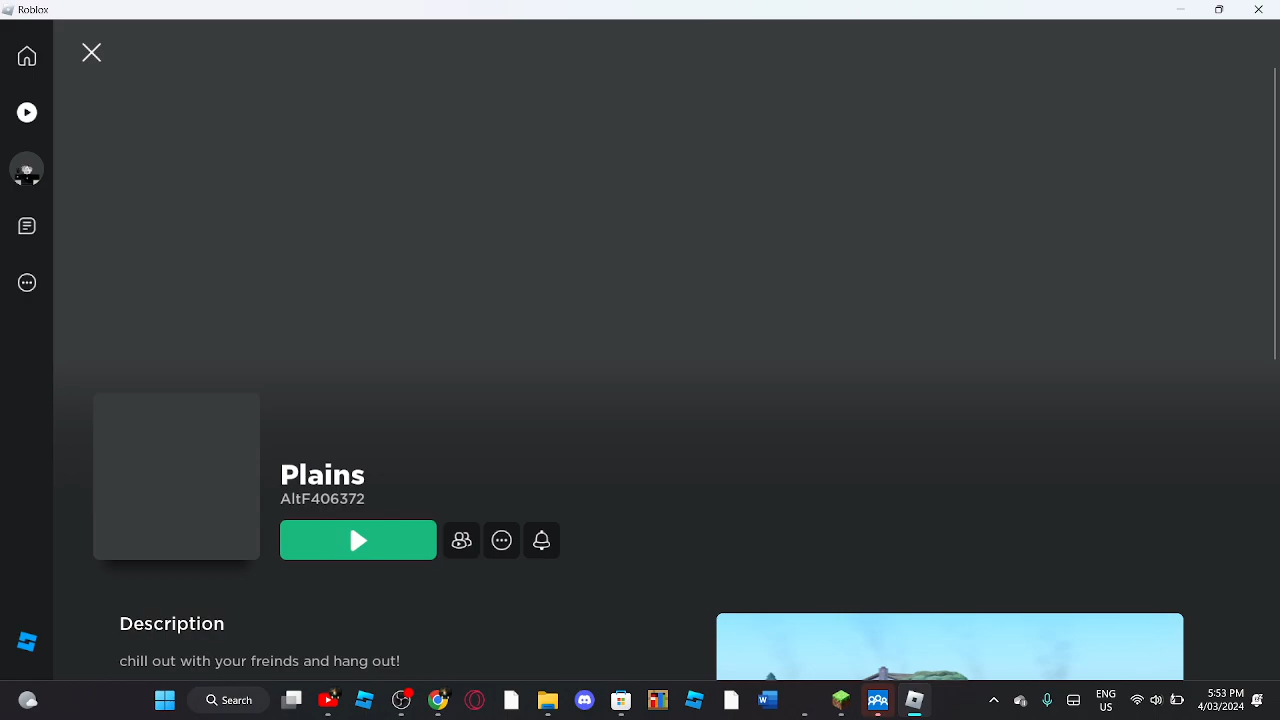 Roblox
Plains
AltF406372
Description
chill out with your freinds and hang out!
Search
ENG
US
5:53 PM
4/03/2024